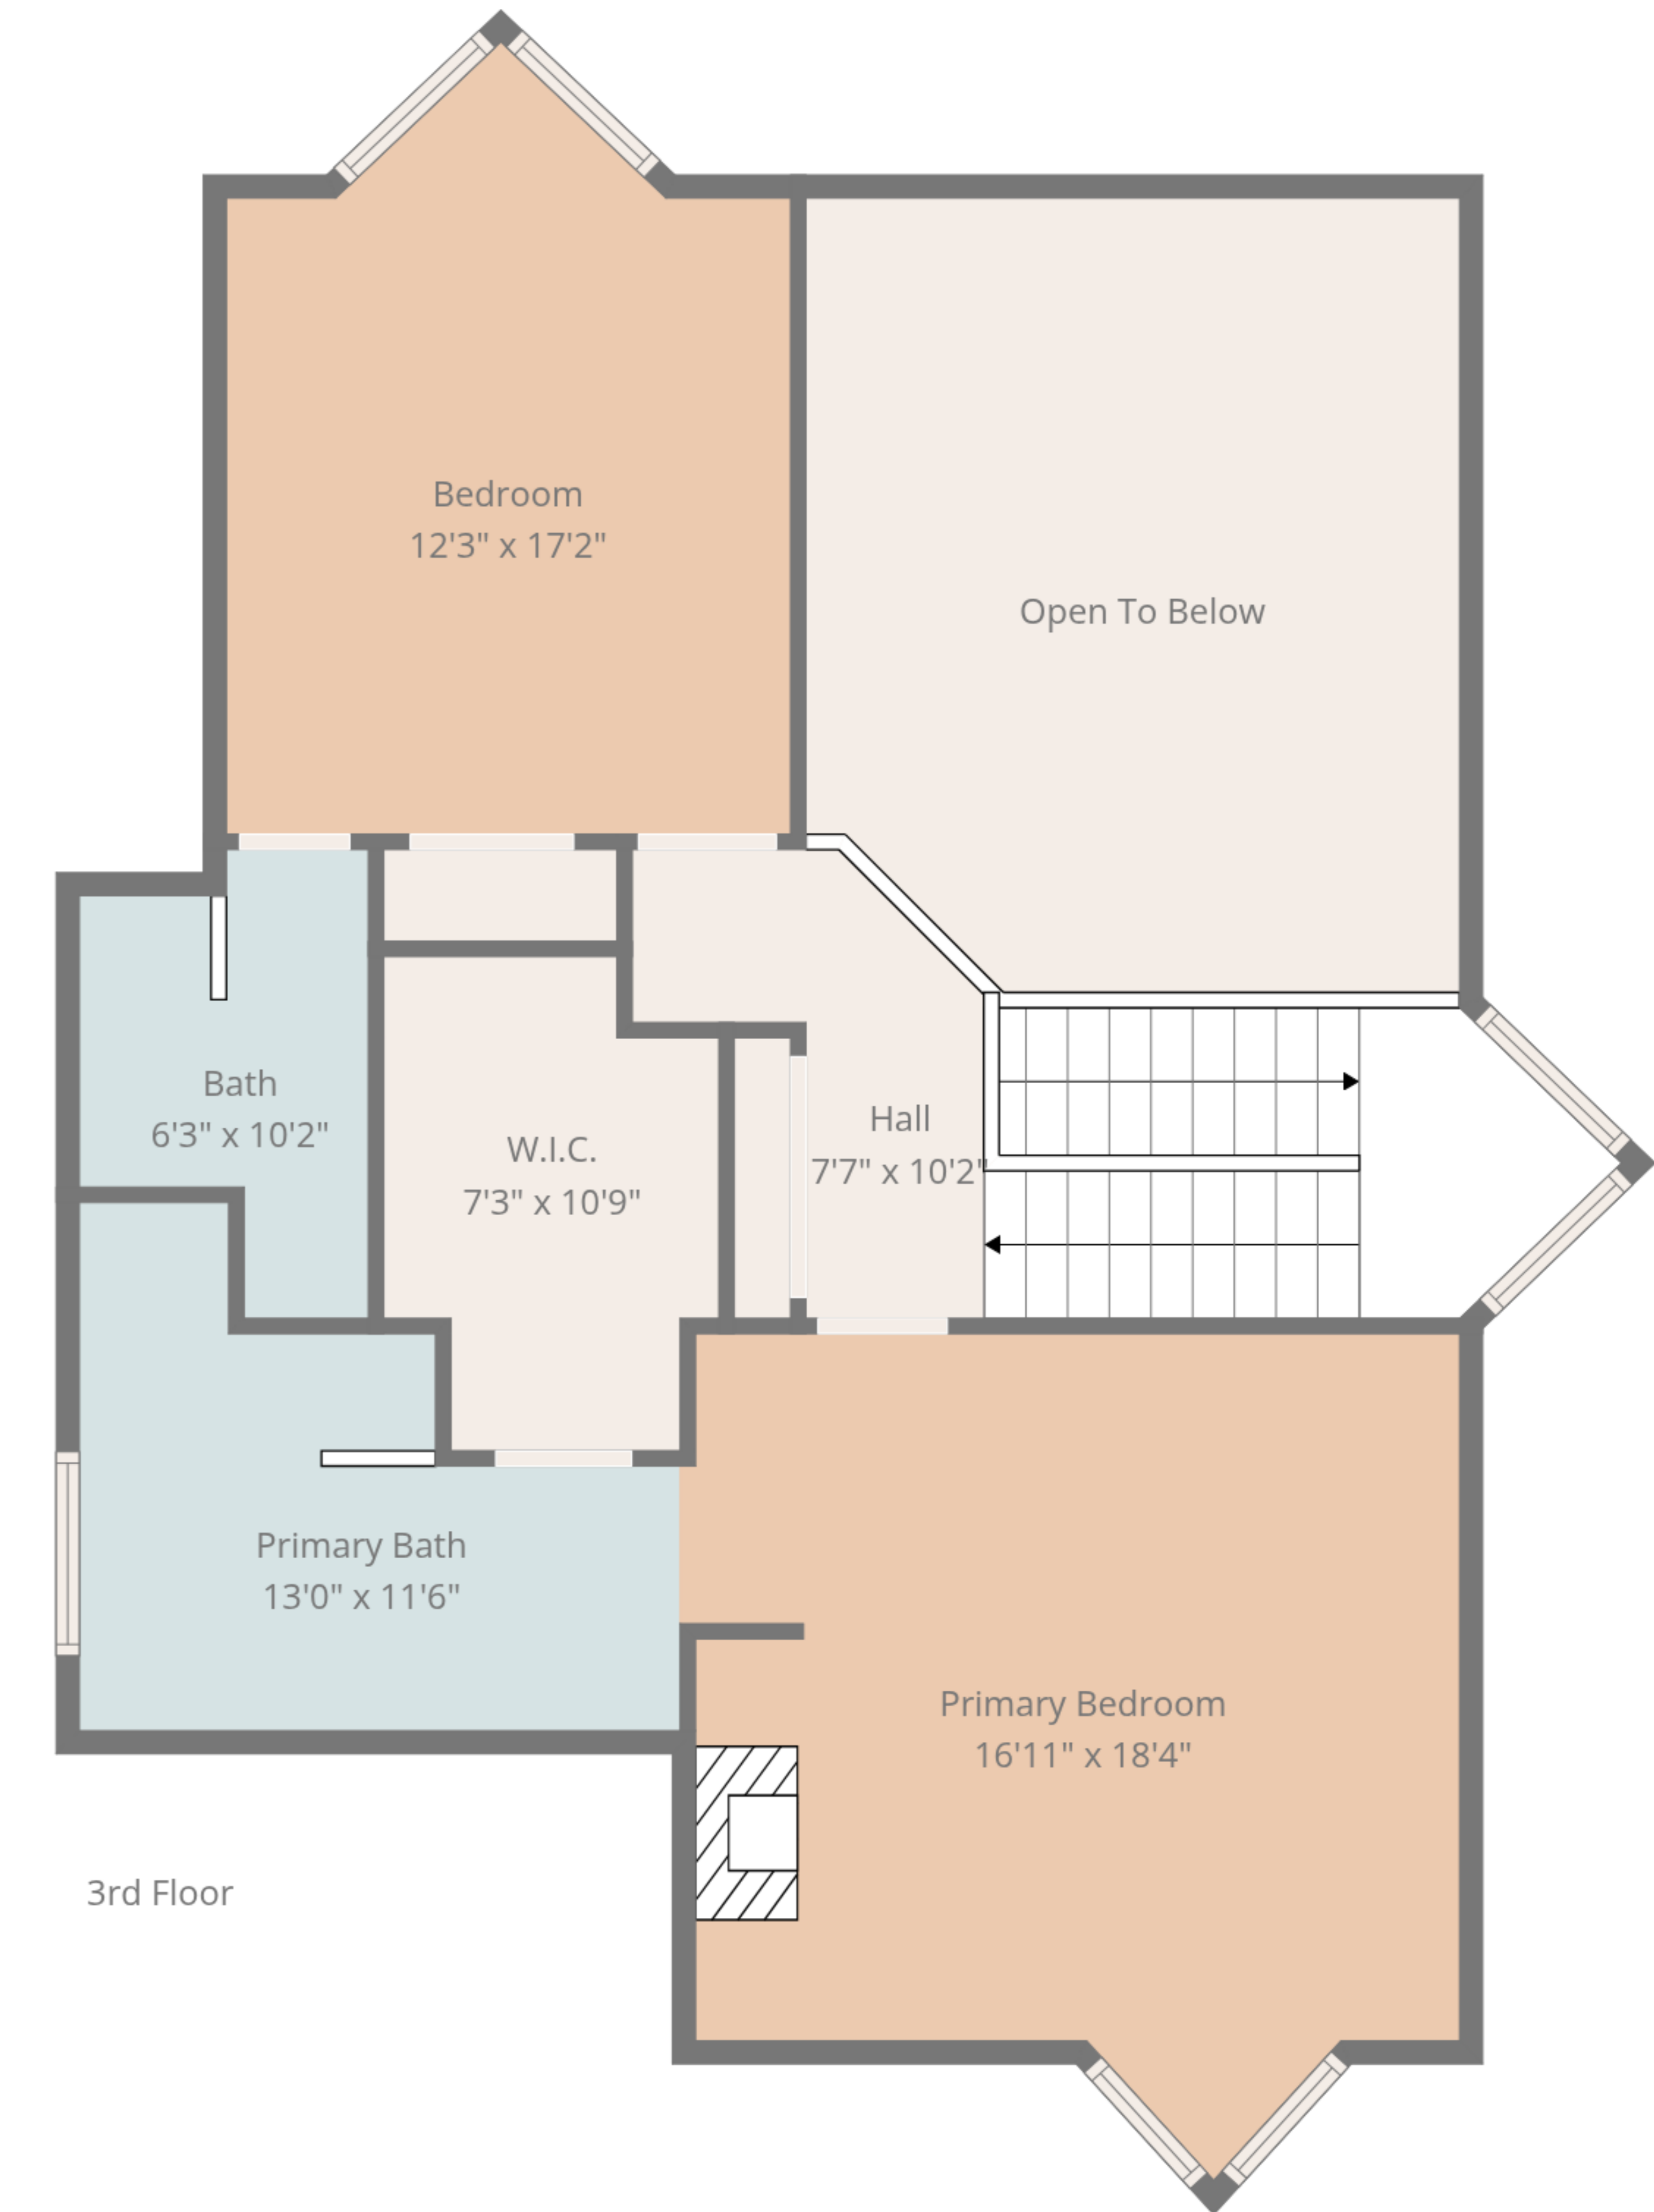 Bedroom
12'3" x 17'2"
Open To Below
Bath
6'3" x 10'2"
W.I.C.
7'3" x 10'9"
Hall
7'7" x 10'2"
Primary Bath
13'0" x 11'6"
Primary Bedroom
16'11" x 18'4"
3rd Floor